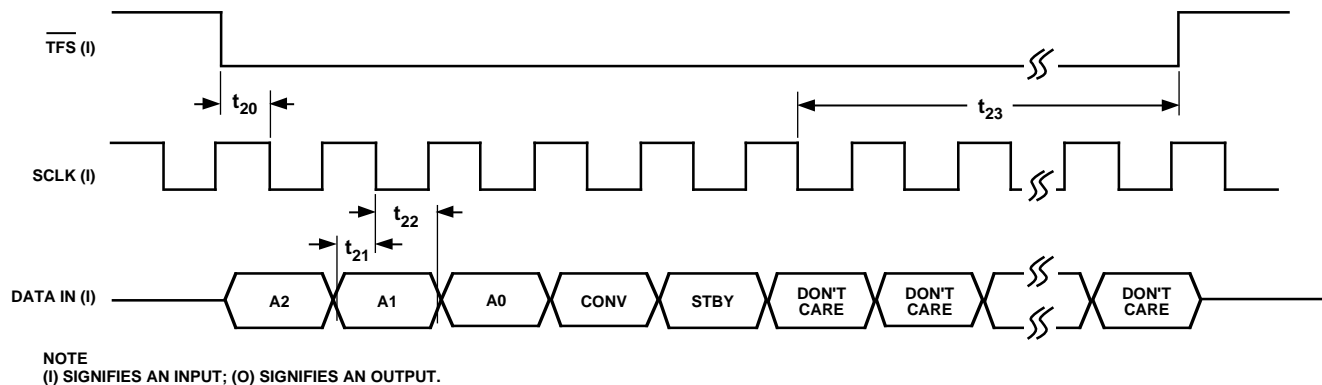 TFS (I)
t20
t23
SCLK (I)
t22
t21
DATA IN (I)
A2
A1
A0
CONV
STBY
DON'T
CARE
DON'T
CARE
DON'T
CARE
NOTE
(I) SIGNIFIES AN INPUT; (O) SIGNIFIES AN OUTPUT.